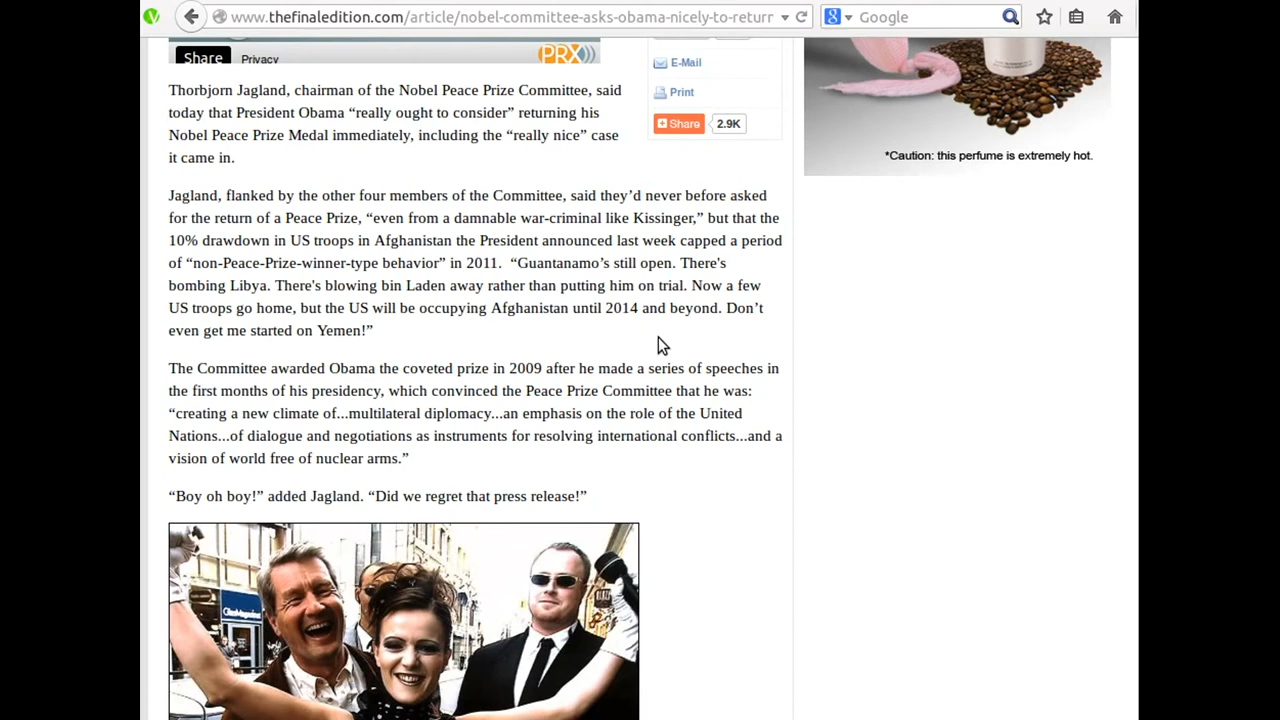 www.thefinaledition.com/article/nobel-committee-asks-obama-nicely-to-return
Google
Share
Privacy
PRX
E-Mail
Print
Share
2.9K
*Caution: this perfume is extremely hot.
Thorbjorn Jagland, chairman of the Nobel Peace Prize Committee, said
today that President Obama “really ought to consider” returning his
Nobel Peace Prize Medal immediately, including the “really nice” case
it came in.
Jagland, flanked by the other four members of the Committee, said they’d never before asked
for the return of a Peace Prize, “even from a damnable war-criminal like Kissinger,” but that the
10% drawdown in US troops in Afghanistan the President announced last week capped a period
of “non-Peace-Prize-winner-type behavior” in 2011.  “Guantanamo’s still open. There's
bombing Libya. There's blowing bin Laden away rather than putting him on trial. Now a few
US troops go home, but the US will be occupying Afghanistan until 2014 and beyond. Don’t
even get me started on Yemen!”
The Committee awarded Obama the coveted prize in 2009 after he made a series of speeches in
the first months of his presidency, which convinced the Peace Prize Committee that he was:
“creating a new climate of...multilateral diplomacy...an emphasis on the role of the United
Nations...of dialogue and negotiations as instruments for resolving international conflicts...and a
vision of world free of nuclear arms.”
“Boy oh boy!” added Jagland. “Did we regret that press release!”